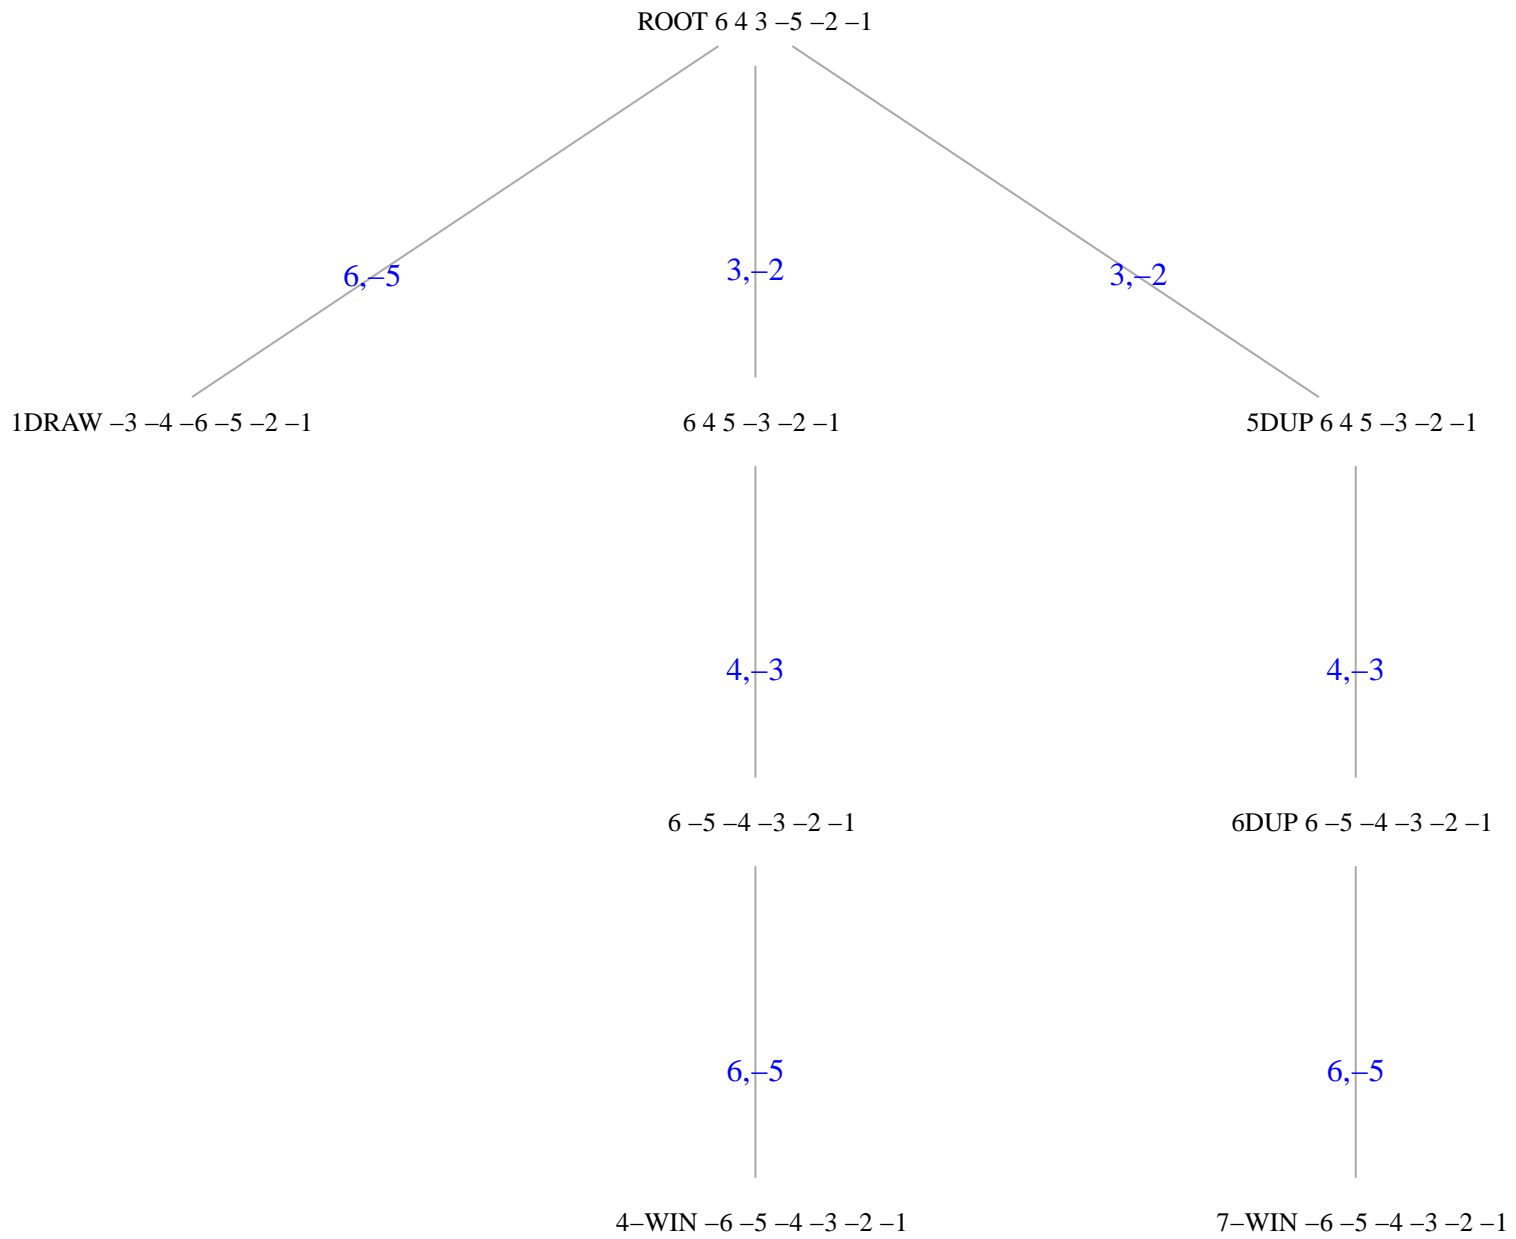 ROOT 6 4 3 –5 –2 –1
6,–5
3,–2
3,–2
1DRAW –3 –4 –6 –5 –2 –1
6 4 5 –3 –2 –1
5DUP 6 4 5 –3 –2 –1
4,–3
4,–3
6 –5 –4 –3 –2 –1
6DUP 6 –5 –4 –3 –2 –1
6,–5
6,–5
4–WIN –6 –5 –4 –3 –2 –1
7–WIN –6 –5 –4 –3 –2 –1